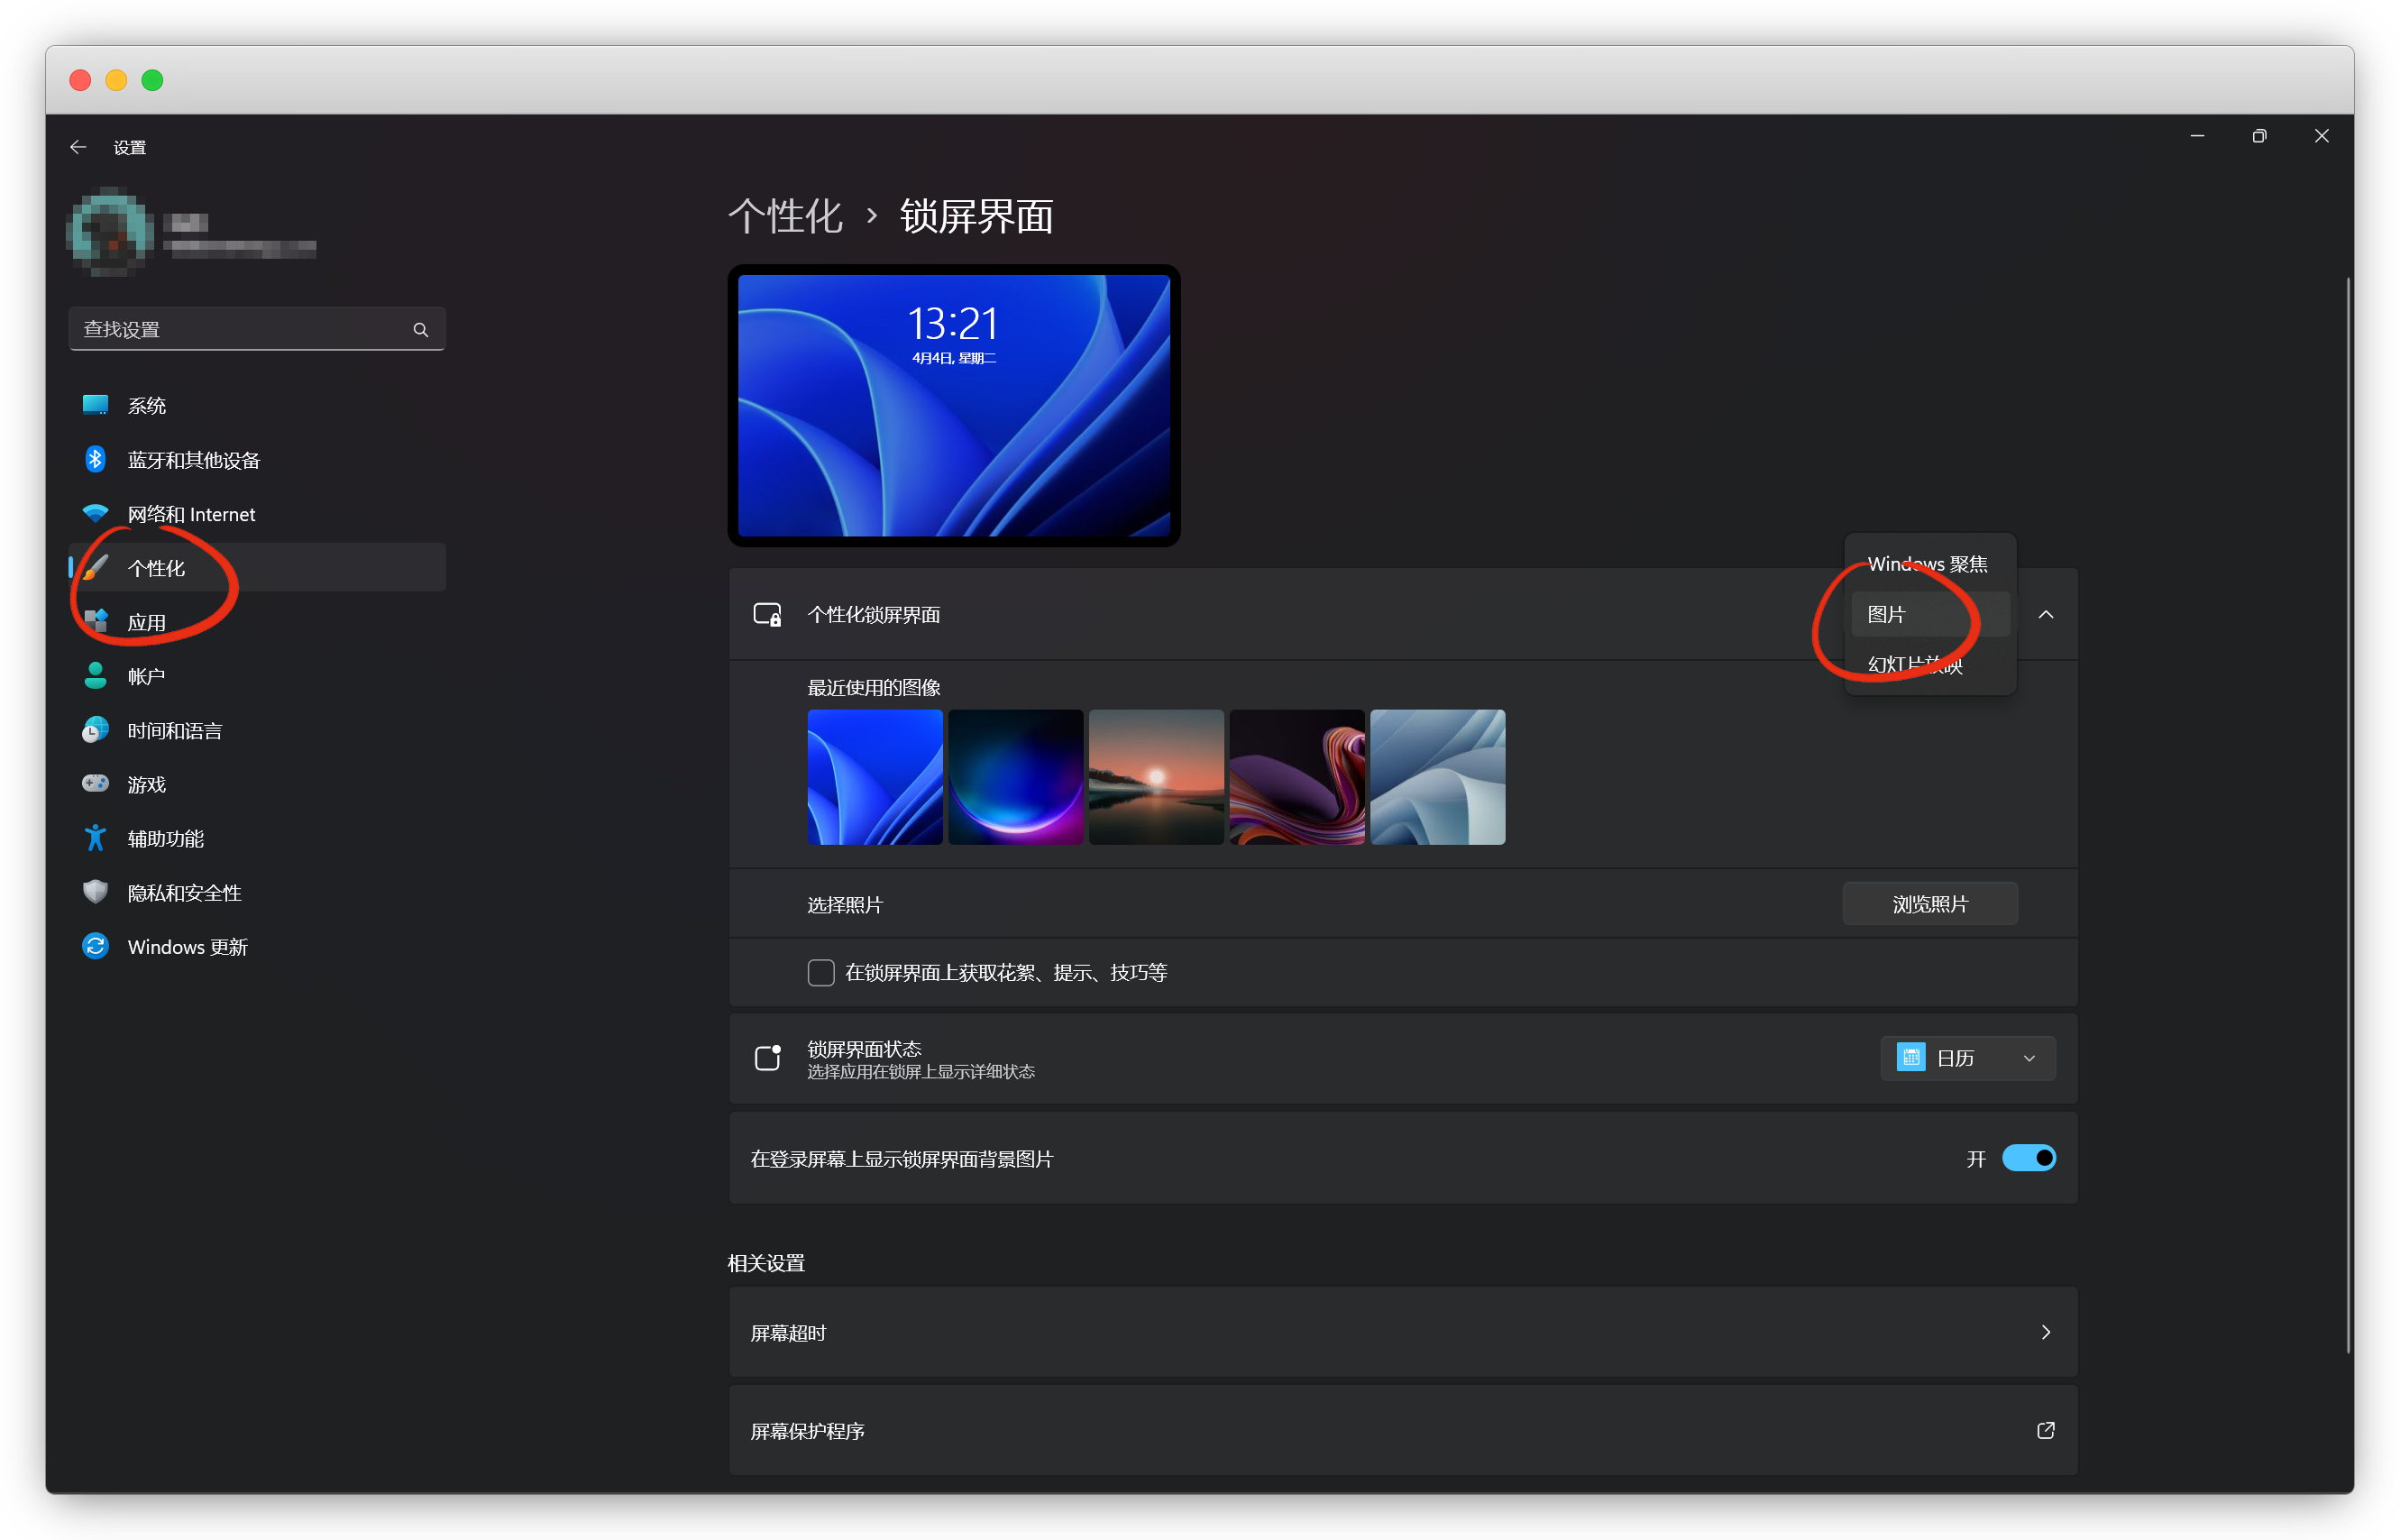 设置
查找设置
系统
蓝牙和其他设备
网络和 Internet
个性化
应用
帐户
时间和语言
游戏
辅助功能
隐私和安全性
Windows 更新
个性化 › 锁屏界面
13:21
4月4日, 星期二
个性化锁屏界面
Windows 聚焦
图片
幻灯片放映
最近使用的图像
选择照片
浏览照片
在锁屏界面上获取花絮、提示、技巧等
锁屏界面状态
选择应用在锁屏上显示详细状态
日历
在登录屏幕上显示锁屏界面背景图片
开
相关设置
屏幕超时
屏幕保护程序